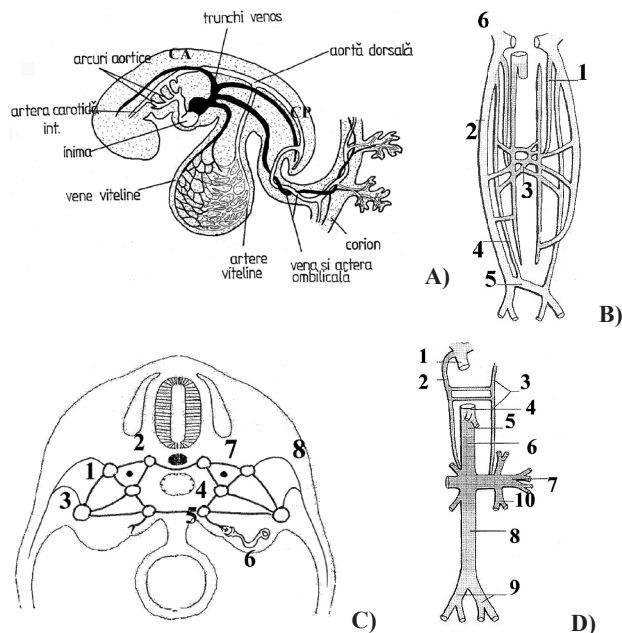 trunchi venos
arcuri aortice
CA
aortă dorsală
artera carotidă
int.
CP
inima
vene viteline
artere
viteline
vena și artera
ombilicală
corion
A)
6
1
2
3
4
5
B)
2
7
8
1
3
4
5
6
C)
1
2
3
4
5
6
7
10
8
9
D)